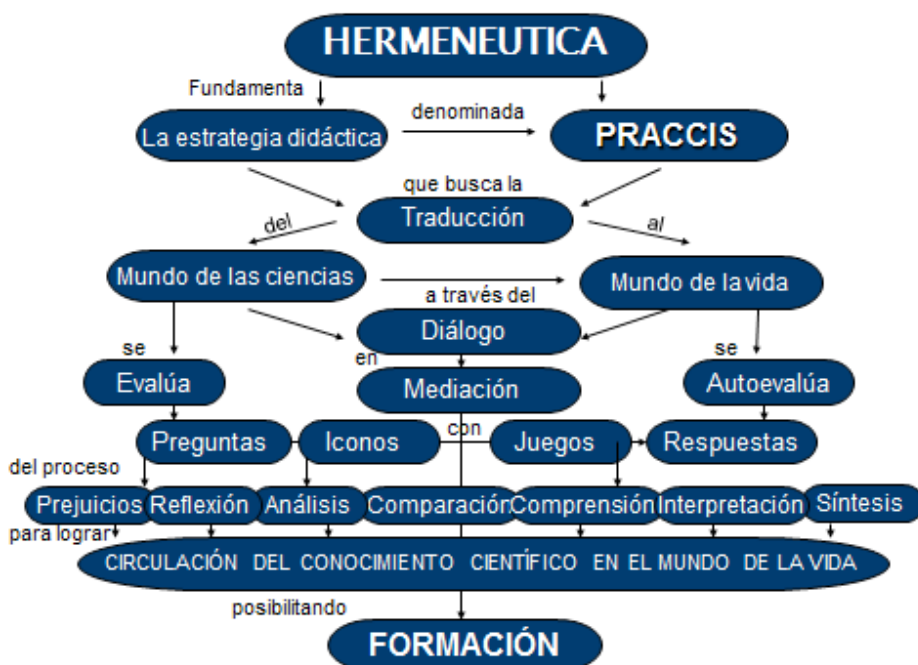 HERMENEUTICA
Fundamenta
denominada
La estrategia didáctica
PRACCIS
que busca la
Traducción
del
al
Mundo de las ciencias
Mundo de la vida
a través del
Diálogo
se
en
se
Evalúa
Mediación
Autoevalúa
Preguntas
Iconos
con
Juegos
Respuestas
del proceso
Prejuicios
Reflexión
Análisis
Comparación
Comprensión
Interpretación
Síntesis
para lograr
CIRCULACIÓN DEL CONOCIMIENTO CIENTÍFICO EN EL MUNDO DE LA VIDA
posibilitando
FORMACIÓN